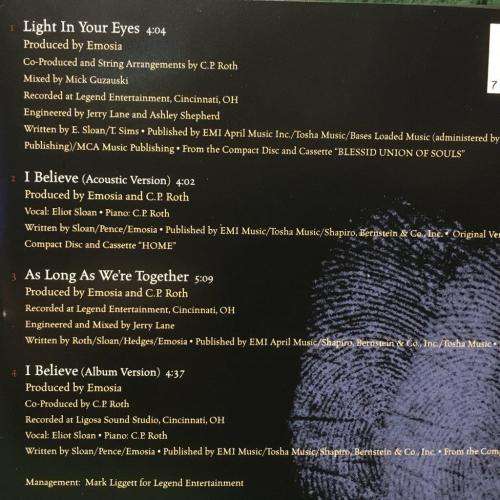 1 Light In Your Eyes 4:04
Produced by Emosia
Co-Produced and String Arrangements by C.P. Roth
Mixed by Mick Guzauski
Recorded at Legend Entertainment, Cincinnati, OH
Engineered by Jerry Lane and Ashley Shepherd
Written by E. Sloan/T. Sims • Published by EMI April Music Inc./Tosha Music/Bases Loaded Music (administered by
Publishing)/MCA Music Publishing • From the Compact Disc and Cassette "BLESSID UNION OF SOULS"
2 I Believe (Acoustic Version) 4:02
Produced by Emosia and C.P. Roth
Vocal: Eliot Sloan • Piano: C.P. Roth
Written by Sloan/Pence/Emosia • Published by EMI Music/Tosha Music/Shapiro, Bernstein & Co., Inc. • Original
Compact Disc and Cassette "HOME"
3 As Long As We're Together 5:09
Produced by Emosia and C.P. Roth
Recorded at Legend Entertainment, Cincinnati, OH
Engineered and Mixed by Jerry Lane
Written by Roth/Sloan/Hedges/Emosia • Published by EMI April Music/Shapiro, Bernstein & Co., Inc./Tosha Music •
4 I Believe (Album Version) 4:37
Produced by Emosia
Co-Produced by C.P. Roth
Recorded at Ligosa Sound Studio, Cincinnati, OH
Vocal: Eliot Sloan • Piano: C.P. Roth
Written by Sloan/Pence/Emosia • Published by EMI Music/Tosha Music/Shapiro, Bernstein & Co., Inc. • From the
Management: Mark Liggett for Legend Entertainment
7